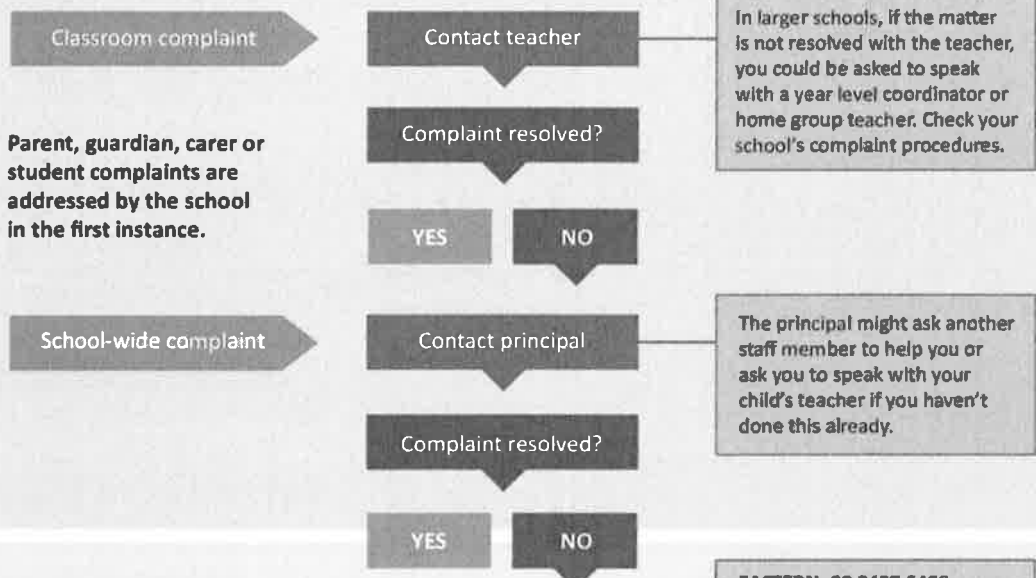 Classroom complaint
Contact teacher
In larger schools, if the matter
is not resolved with the teacher,
you could be asked to speak
with a year level coordinator or
home group teacher. Check your
school's complaint procedures.
Complaint resolved?
Parent, guardian, carer or
student complaints are
addressed by the school
in the first instance.
YES
NO
School-wide complaint
Contact principal
The principal might ask another
staff member to help you or
ask you to speak with your
child's teacher if you haven't
done this already.
Complaint resolved?
YES
NO